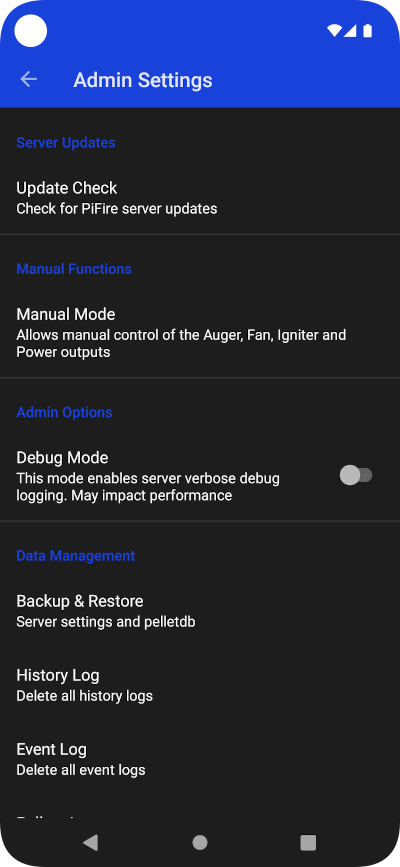 Admin Settings
Server Updates
Update Check
Check for PiFire server updates
Manual Functions
Manual Mode
Allows manual control of the Auger, Fan, Igniter and
Power outputs
Admin Options
Debug Mode
This mode enables server verbose debug
logging. May impact performance
Data Management
Backup & Restore
Server settings and pelletdb
History Log
Delete all history logs
Event Log
Delete all event logs